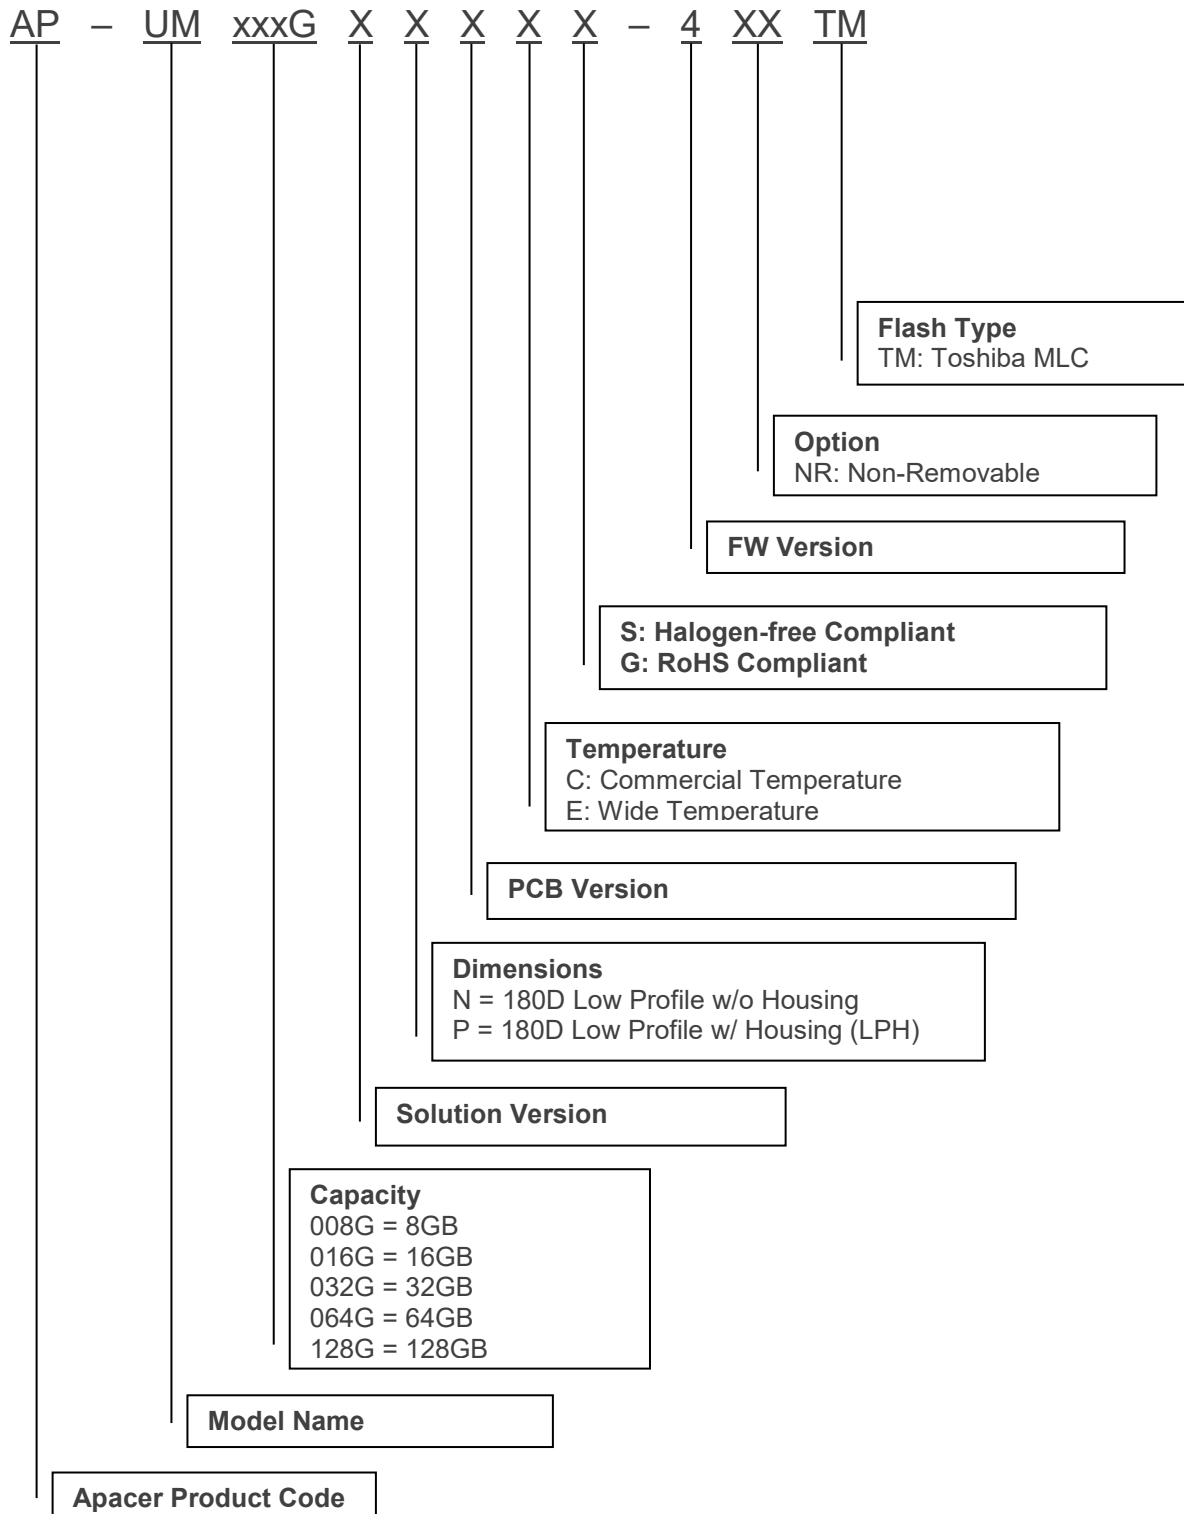 AP – UM xxxG X X X X X – 4 XX TM
Flash Type
TM: Toshiba MLC
Option
NR: Non-Removable
FW Version
S: Halogen-free Compliant
G: RoHS Compliant
Temperature
C: Commercial Temperature
E: Wide Temperature
PCB Version
Dimensions
N = 180D Low Profile w/o Housing
P = 180D Low Profile w/ Housing (LPH)
Solution Version
Capacity
008G = 8GB
016G = 16GB
032G = 32GB
064G = 64GB
128G = 128GB
Model Name
Apacer Product Code